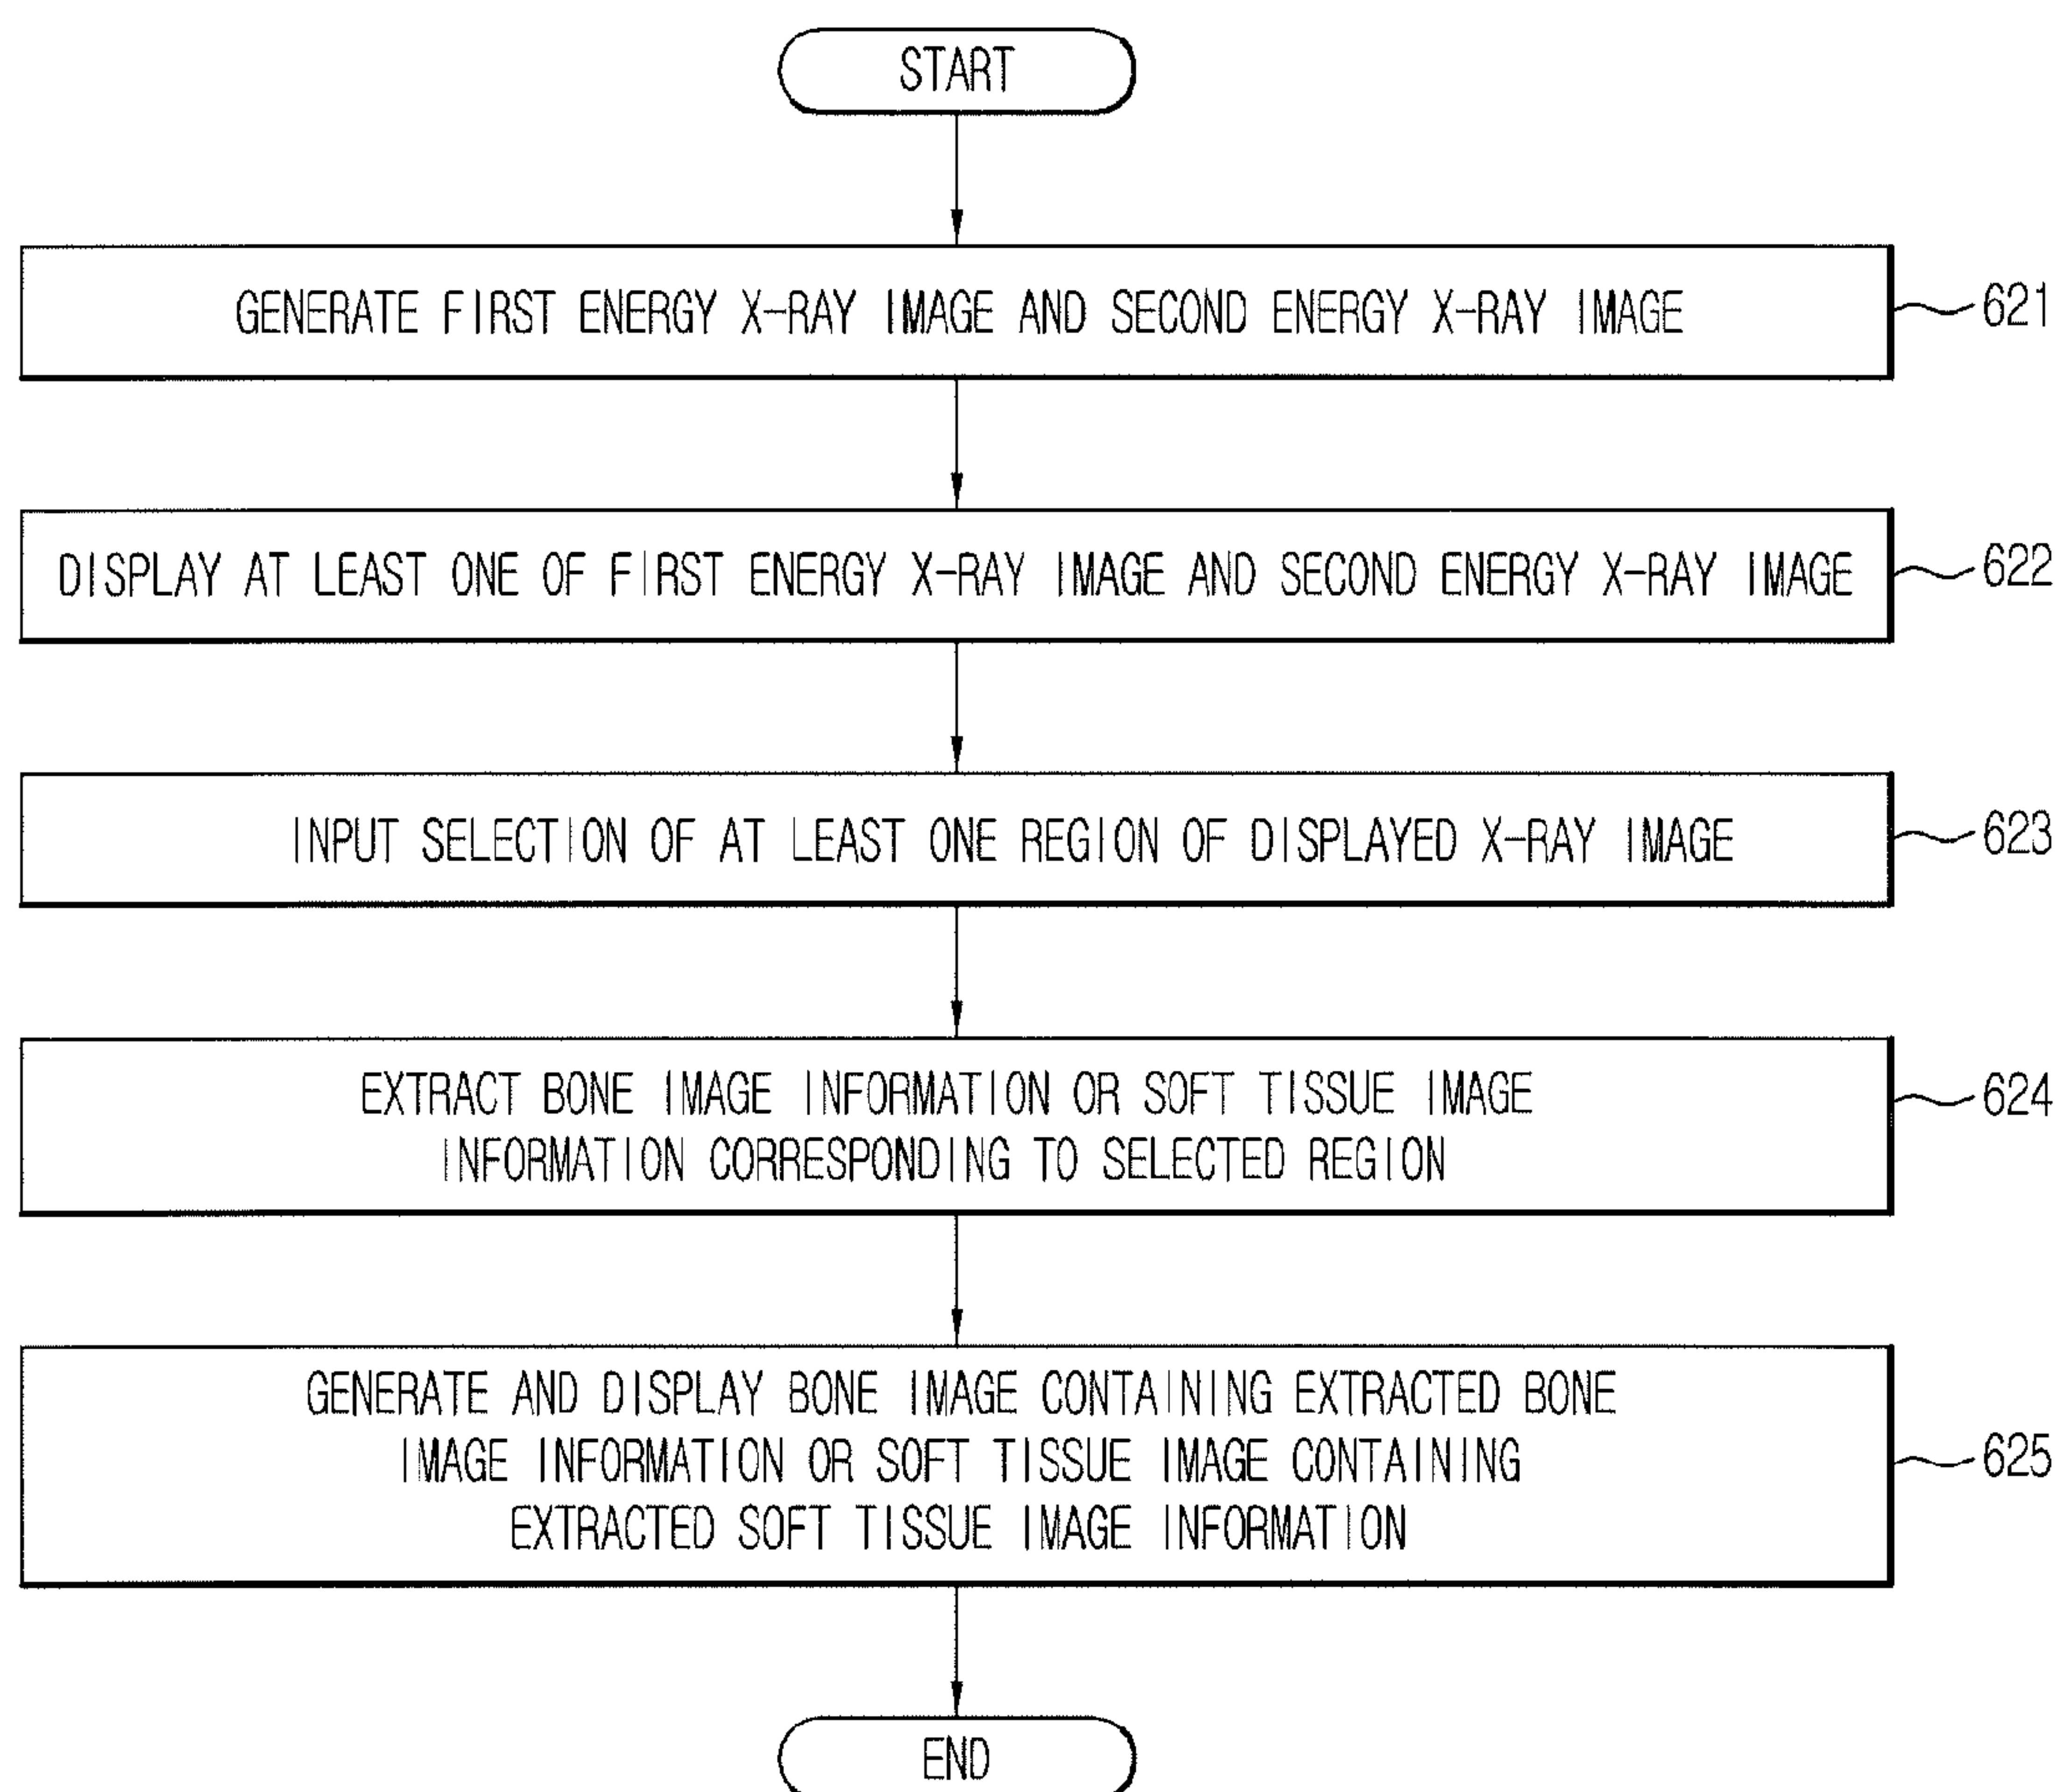 START
GENERATE FIRST ENERGY X-RAY IMAGE AND SECOND ENERGY X-RAY IMAGE
621
DISPLAY AT LEAST ONE OF FIRST ENERGY X-RAY IMAGE AND SECOND ENERGY X-RAY IMAGE
622
INPUT SELECTION OF AT LEAST ONE REGION OF DISPLAYED X-RAY IMAGE
623
EXTRACT BONE IMAGE INFORMATION OR SOFT TISSUE IMAGE
INFORMATION CORRESPONDING TO SELECTED REGION
624
GENERATE AND DISPLAY BONE IMAGE CONTAINING EXTRACTED BONE
IMAGE INFORMATION OR SOFT TISSUE IMAGE CONTAINING
EXTRACTED SOFT TISSUE IMAGE INFORMATION
625
END